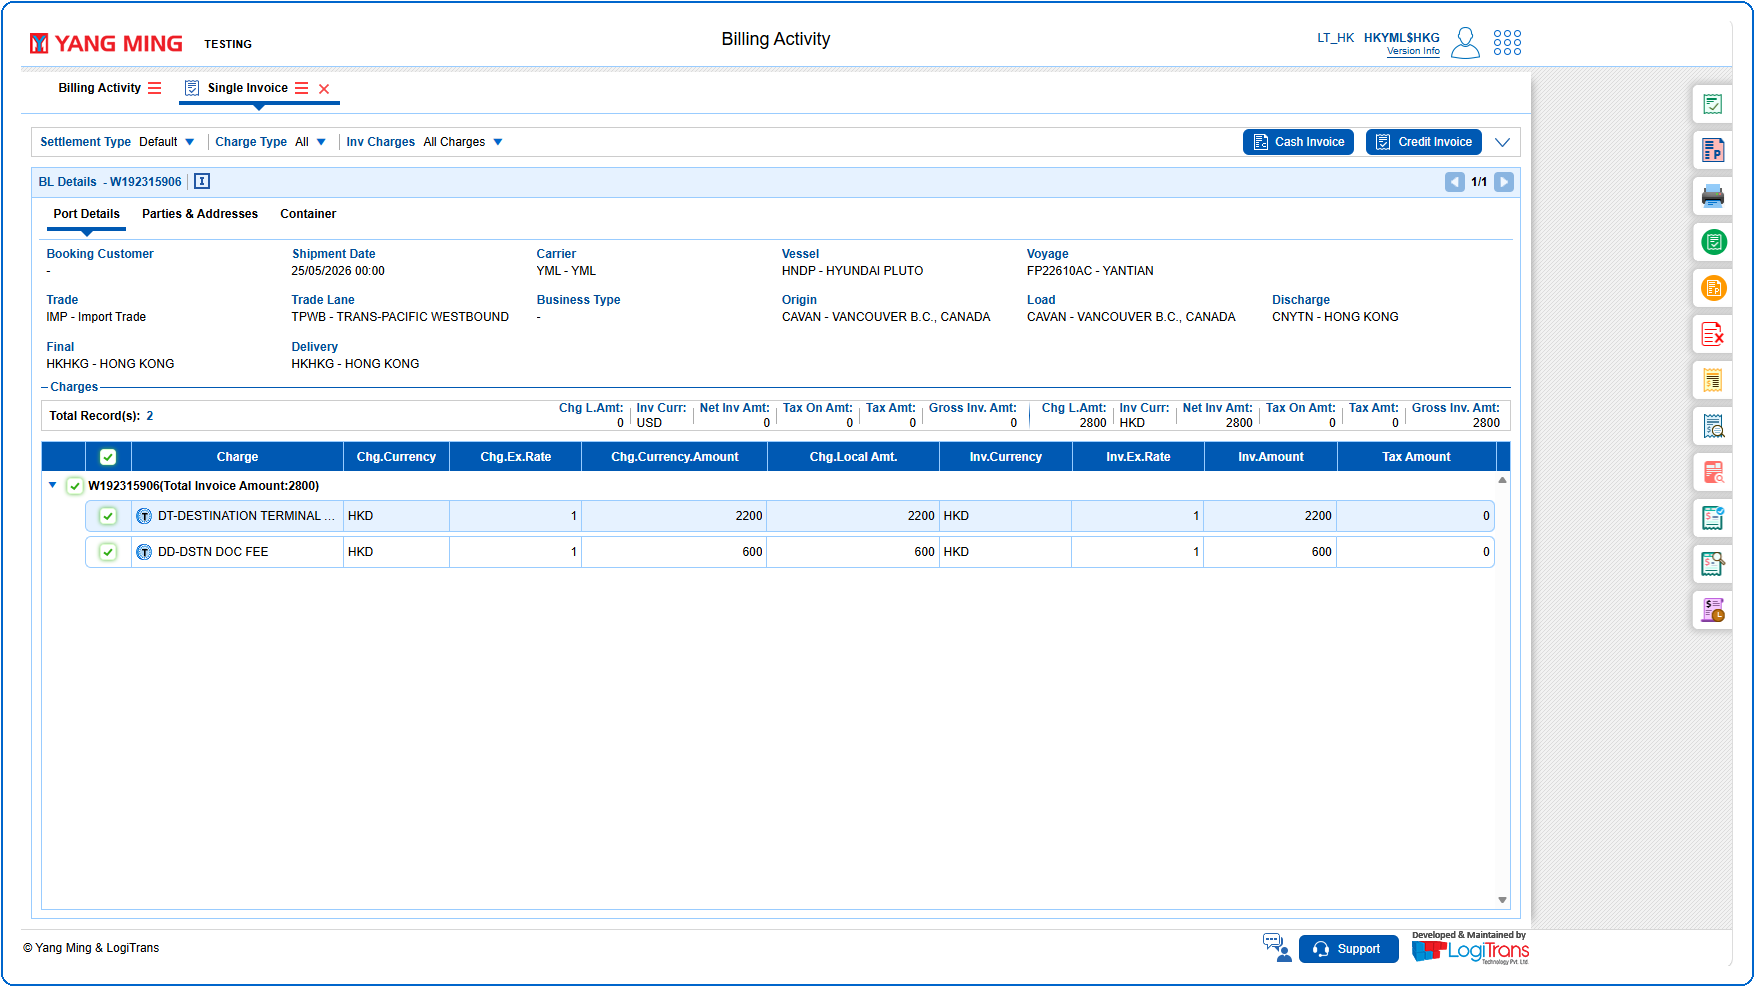 YANG MING TESTING Billing Activity LT_HK HKYML$HKG
Version Info
Billing Activity Single Invoice
Settlement Type Default Charge Type All Inv Charges All Charges Cash Invoice Credit Invoice
BL Details - W192315906 I 1/1
Port Details Parties & Addresses Container
Booking Customer Shipment Date Carrier Vessel Voyage
- 25/05/2026 00:00 YML - YML HNDP - HYUNDAI PLUTO FP22610AC - YANTIAN
Trade Trade Lane Business Type Origin Load Discharge
IMP - Import Trade TPWB - TRANS-PACIFIC WESTBOUND - CAVAN - VANCOUVER B.C., CANADA CAVAN - VANCOUVER B.C., CANADA CNYTN - HONG KONG
Final Delivery
HKHKG - HONG KONG HKHKG - HONG KONG
Charges
Total Record(s): 2
Chg L.Amt: Inv Curr: Net Inv Amt: Tax On Amt: Tax Amt: Gross Inv. Amt: Chg L.Amt: Inv Curr: Net Inv Amt: Tax On Amt: Tax Amt: Gross Inv. Amt:
0 USD 0 0 0 0 2800 HKD 2800 0 0 2800
Charge Chg.Currency Chg.Ex.Rate Chg.Currency.Amount Chg.Local Amt. Inv.Currency Inv.Ex.Rate Inv.Amount Tax Amount
W192315906(Total Invoice Amount:2800)
T DT-DESTINATION TERMINAL ... HKD 1 2200 2200 HKD 1 2200 0
T DD-DSTN DOC FEE HKD 1 600 600 HKD 1 600 0
© Yang Ming & LogiTrans Support
Developed & Maintained by
LogiTrans
Technology Pvt. Ltd.